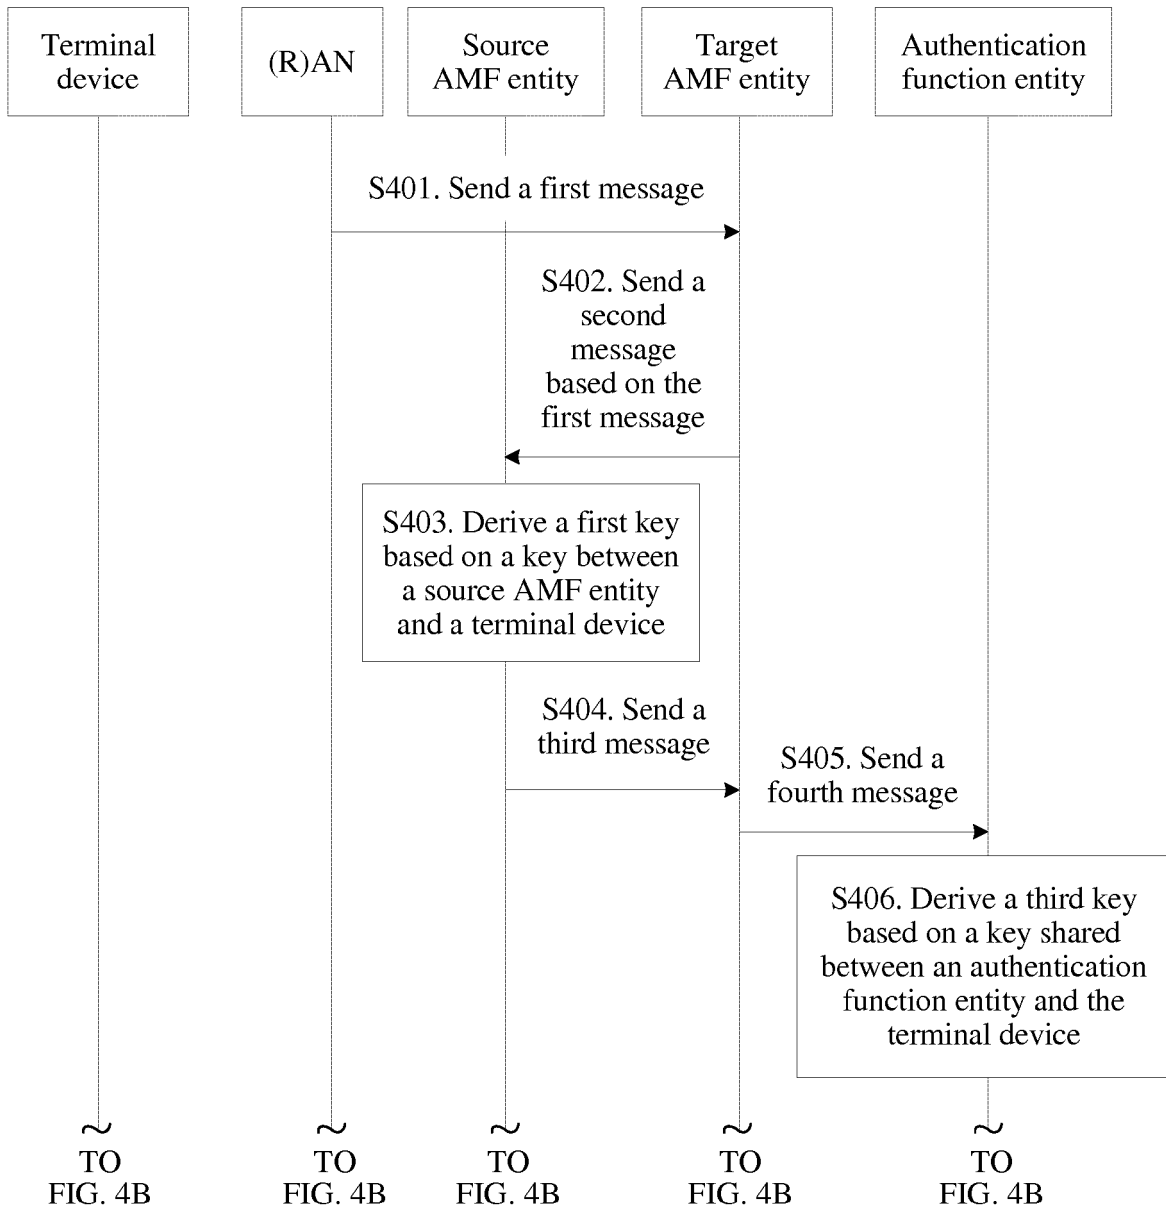 Terminal
device
(R)AN
Source
AMF entity
Target
AMF entity
Authentication
function entity
S401. Send a first message
S402. Send a
second
message
based on the
first message
S403. Derive a first key
based on a key between
a source AMF entity
and a terminal device
S404. Send a
third message
S405. Send a
fourth message
S406. Derive a third key
based on a key shared
between an authentication
function entity and the
terminal device
TO
FIG. 4B
TO
FIG. 4B
TO
FIG. 4B
TO
FIG. 4B
TO
FIG. 4B